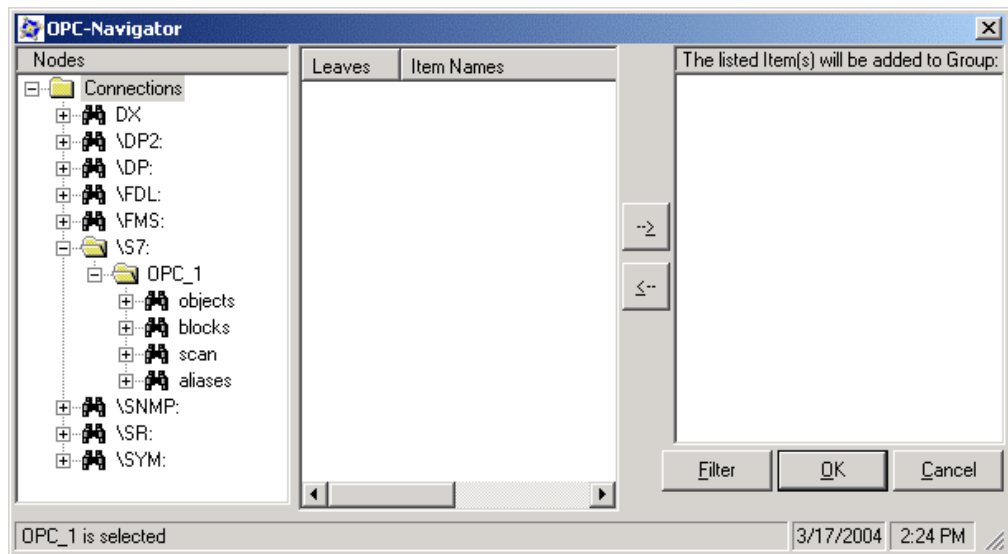 OPC-Navigator
Nodes
Connections
DX
\DP2:
\DP:
\FDL:
\FMS:
\S7:
OPC_1
objects
blocks
scan
aliases
\SNMP:
\SR:
\SYM:
Leaves
Item Names
-->
<--
The listed Item(s) will be added to Group:
Filter
OK
Cancel
OPC_1 is selected
3/17/2004
2:24 PM